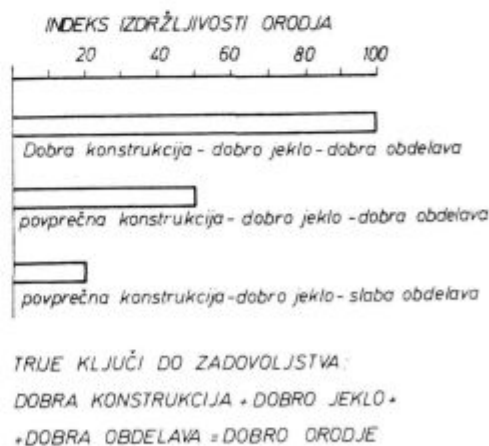 INDEKS IZDRŽLJIVOSTI ORODJA
20 40 60 80 100
Dobra konstrukcija - dobro jeklo - dobra obdelava
povprečna konstrukcija - dobro jeklo - dobra obdelava
povprečna konstrukcija - dobro jeklo - slaba obdelava
TRIJE KLJUČI DO ZADOVOLJSTVA:
DOBRA KONSTRUKCIJA + DOBRO JEKLO +
+ DOBRA OBDELAVA = DOBRO ORODJE